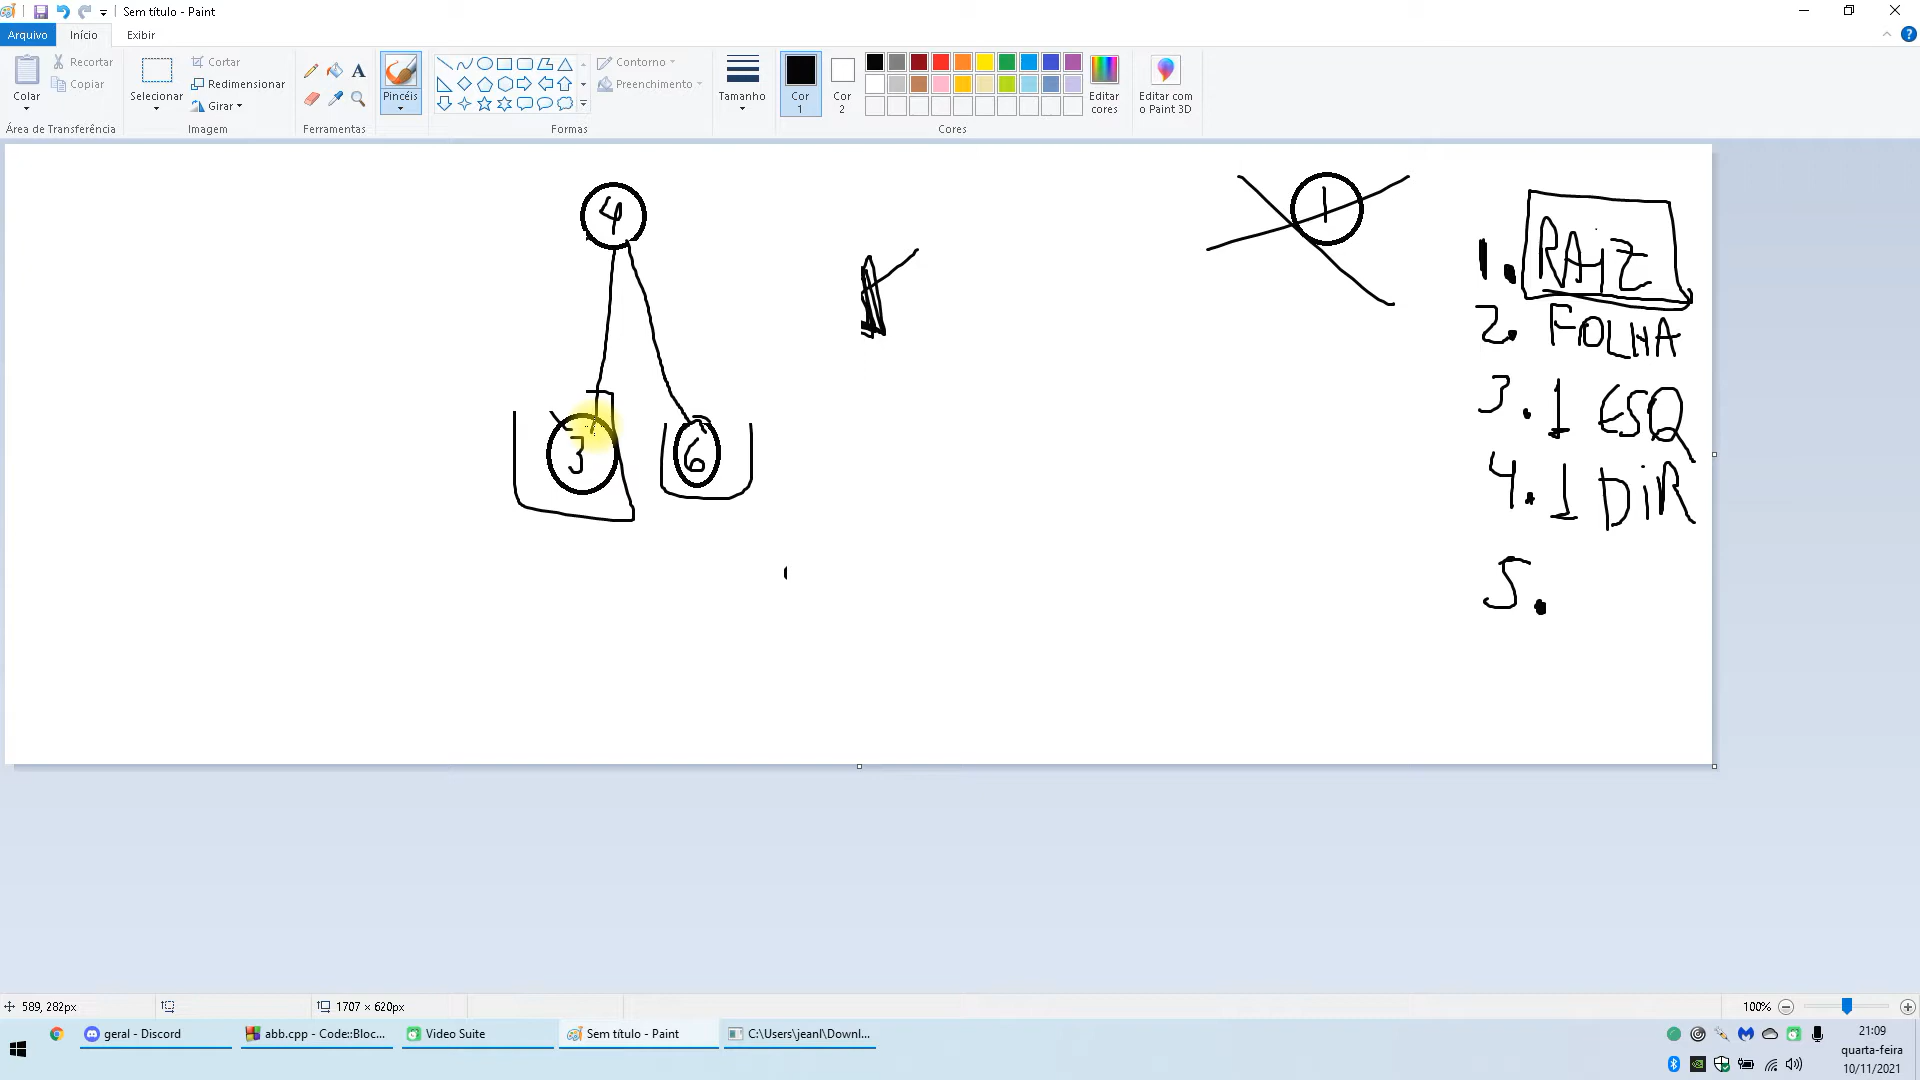 Sem título - Paint
Arquivo Início Exibir
Colar
Recortar
Copiar
Área de Transferência
Selecionar
Cortar
Redimensionar
Girar
Imagem
Pincéis
Ferramentas
Contorno
Preenchimento
Formas
Tamanho
Cor 1
Cor 2
Editar cores
Editar com o Paint 3D
Cores
4
3
6
1
1. RAIZ
2. FOLHA
3. 1 ESQ
4. 1 DiR
5.
589, 282px
1707 × 620px
100%
geral - Discord
abb.cpp - Code::Bloc...
Video Suite
Sem título - Paint
C:\Users\jeanl\Downl...
21:09
quarta-feira
10/11/2021